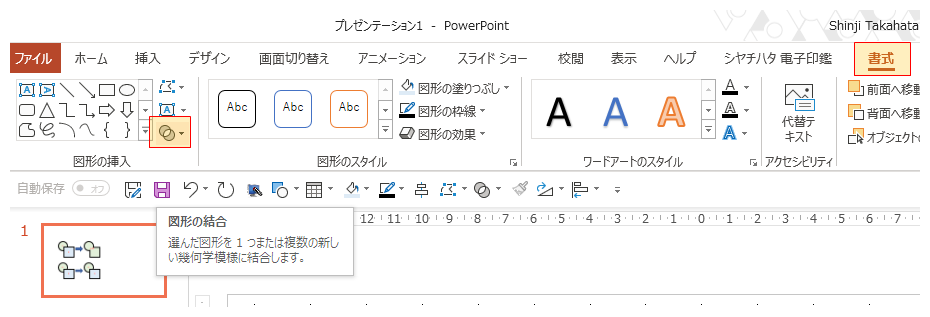 プレゼンテーション1 - PowerPoint
Shinji Takahata
ファイル ホーム 挿入 デザイン 画面切り替え アニメーション スライド ショー 校閲 表示 ヘルプ シヤチハタ 電子印鑑 書式
A A
A
Abc Abc Abc
図形の塗りつぶし
図形の枠線
図形の効果
A A A
A
A
A
代替テ
キスト
前面へ移動
背面へ移動
オブジェクトの
図形の挿入 図形のスタイル ワードアートのスタイル アクセシビリティ
自動保存 オフ
図形の結合
選んだ図形を 1 つまたは複数の新し
い幾何学模様に結合します。
12 11 10 9 8 7 6 5 4 3 2 1 0 1 2 3 4 5 6 7
1